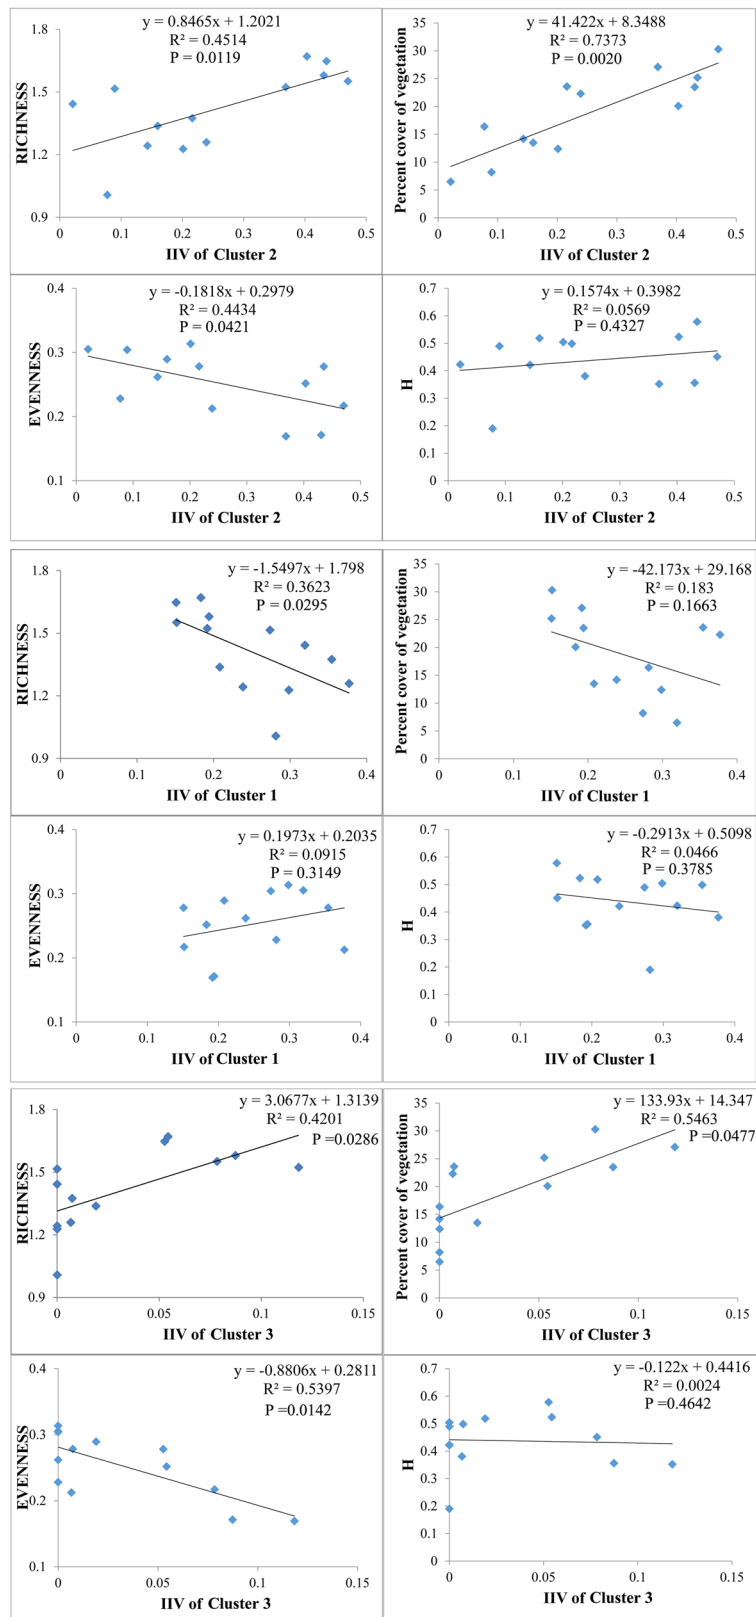 y = 0.8465x + 1.2021
R² = 0.4514
P = 0.0119
1.8
1.5
1.2
0.9
RICHNESS
0 0.1 0.2 0.3 0.4 0.5
IIV of Cluster 2
y = 41.422x + 8.3488
R² = 0.7373
P = 0.0020
35
30
25
20
15
10
5
0
Percent cover of vegetation
0 0.1 0.2 0.3 0.4 0.5
IIV of Cluster 2
y = -0.1818x + 0.2979
R² = 0.4434
P = 0.0421
0.4
0.3
0.2
0.1
EVENNESS
0 0.1 0.2 0.3 0.4 0.5
IIV of Cluster 2
y = 0.1574x + 0.3982
R² = 0.0569
P = 0.4327
0.7
0.6
0.5
0.4
0.3
0.2
0.1
0
H
0 0.1 0.2 0.3 0.4 0.5
IIV of Cluster 2
y = -1.5497x + 1.798
R² = 0.3623
P = 0.0295
1.8
1.5
1.2
0.9
RICHNESS
0 0.1 0.2 0.3 0.4
IIV of Cluster 1
y = -42.173x + 29.168
R² = 0.183
P = 0.1663
35
30
25
20
15
10
5
0
Percent cover of vegetation
0 0.1 0.2 0.3 0.4
IIV of Cluster 1
y = 0.1973x + 0.2035
R² = 0.0915
P = 0.3149
0.4
0.3
0.2
0.1
EVENNESS
0 0.1 0.2 0.3 0.4
IIV of Cluster 1
y = -0.2913x + 0.5098
R² = 0.0466
P = 0.3785
0.7
0.6
0.5
0.4
0.3
0.2
0.1
0
H
0 0.1 0.2 0.3 0.4
IIV of Cluster 1
y = 3.0677x + 1.3139
R² = 0.4201
P =0.0286
1.8
1.5
1.2
0.9
RICHNESS
0 0.05 0.1 0.15
IIV of Cluster 3
y = 133.93x + 14.347
R² = 0.5463
P =0.0477
35
30
25
20
15
10
5
0
Percent cover of vegetation
0 0.05 0.1 0.15
IIV of Cluster 3
y = -0.8806x + 0.2811
R² = 0.5397
P =0.0142
0.4
0.3
0.2
0.1
EVENNESS
0 0.05 0.1 0.15
IIV of Cluster 3
y = -0.122x + 0.4416
R² = 0.0024
P =0.4642
0.7
0.6
0.5
0.4
0.3
0.2
0.1
0
H
0 0.05 0.1 0.15
IIV of Cluster 3